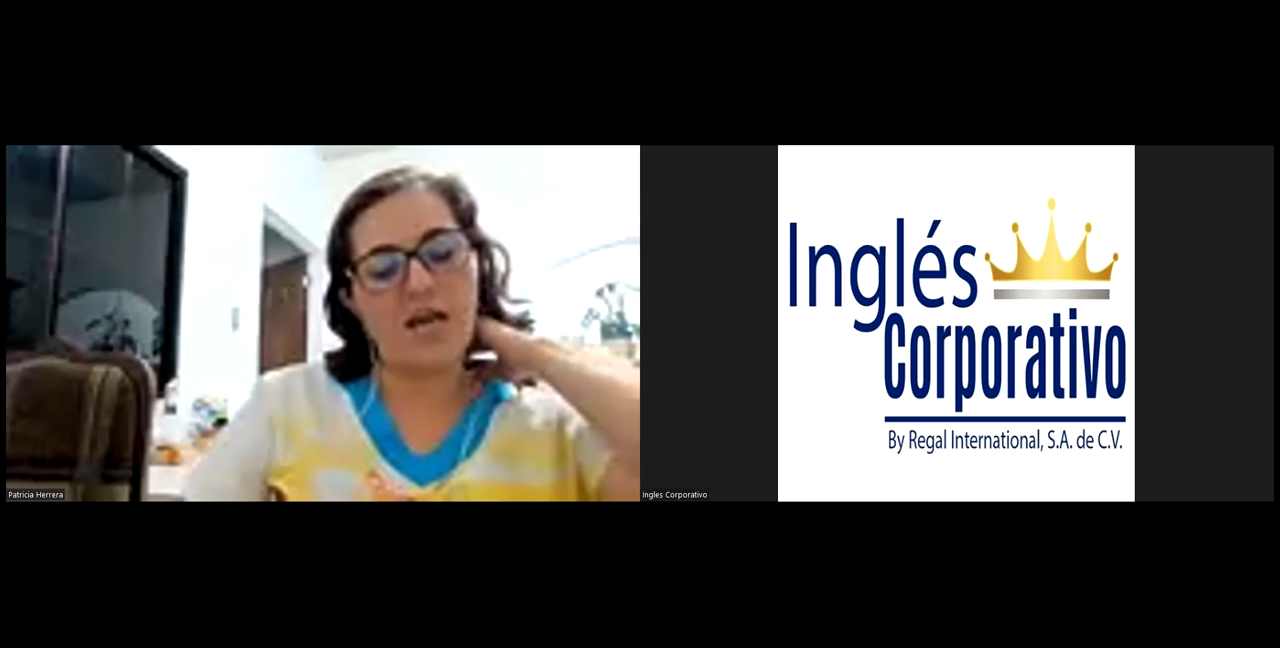 Inglés
Corporativo
By Regal International, S.A. de C.V.
Patricia Herrera
Ingles Corporativo